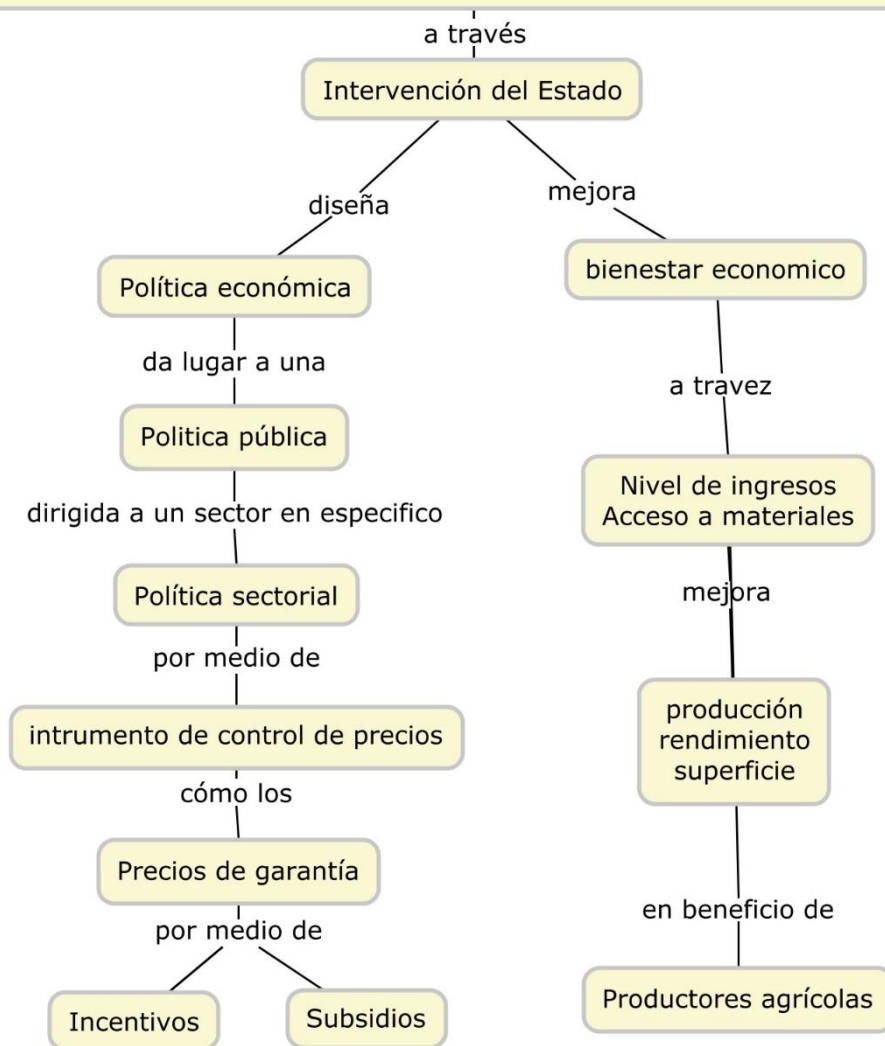 a través
Intervención del Estado
diseña
mejora
Política económica
bienestar economico
da lugar a una
a travez
Politica pública
dirigida a un sector en especifico
Nivel de ingresos
Acceso a materiales
Política sectorial
mejora
por medio de
intrumento de control de precios
producción
rendimiento
superficie
cómo los
Precios de garantía
en beneficio de
por medio de
Incentivos
Subsidios
Productores agrícolas